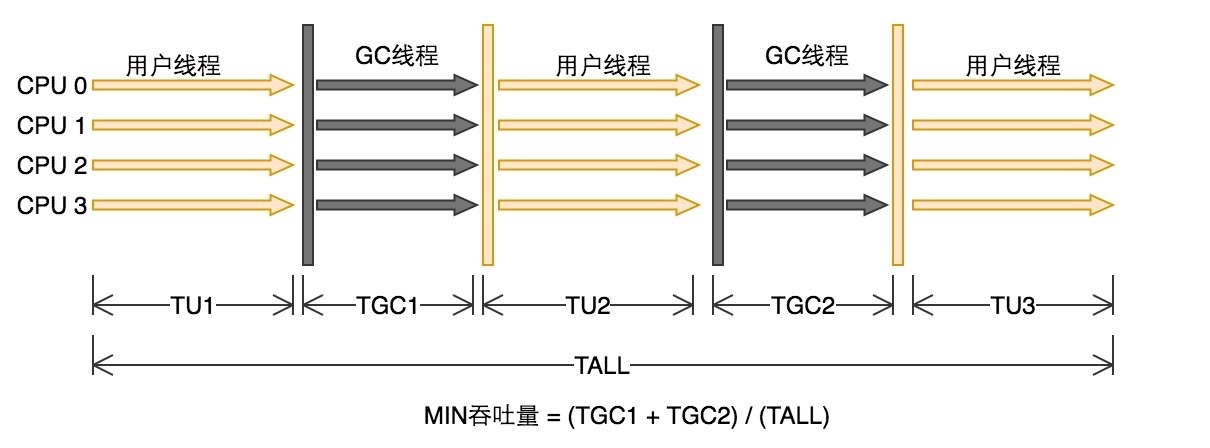 用户线程 GC线程 用户线程 GC线程 用户线程
CPU 0
CPU 1
CPU 2
CPU 3
TU1 TGC1 TU2 TGC2 TU3
TALL
MIN吞吐量 = (TGC1 + TGC2) / (TALL)